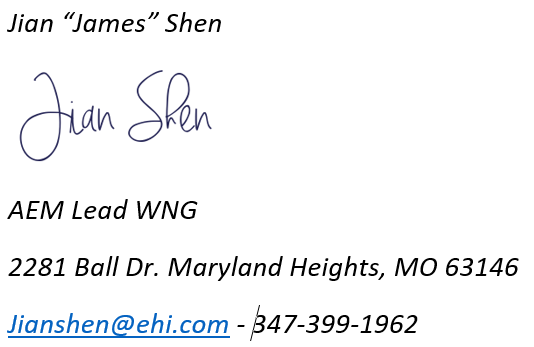 Jian “James” Shen
Jian Shen
AEM Lead WNG
2281 Ball Dr. Maryland Heights, MO 63146
Jianshen@ehi.com - 347-399-1962